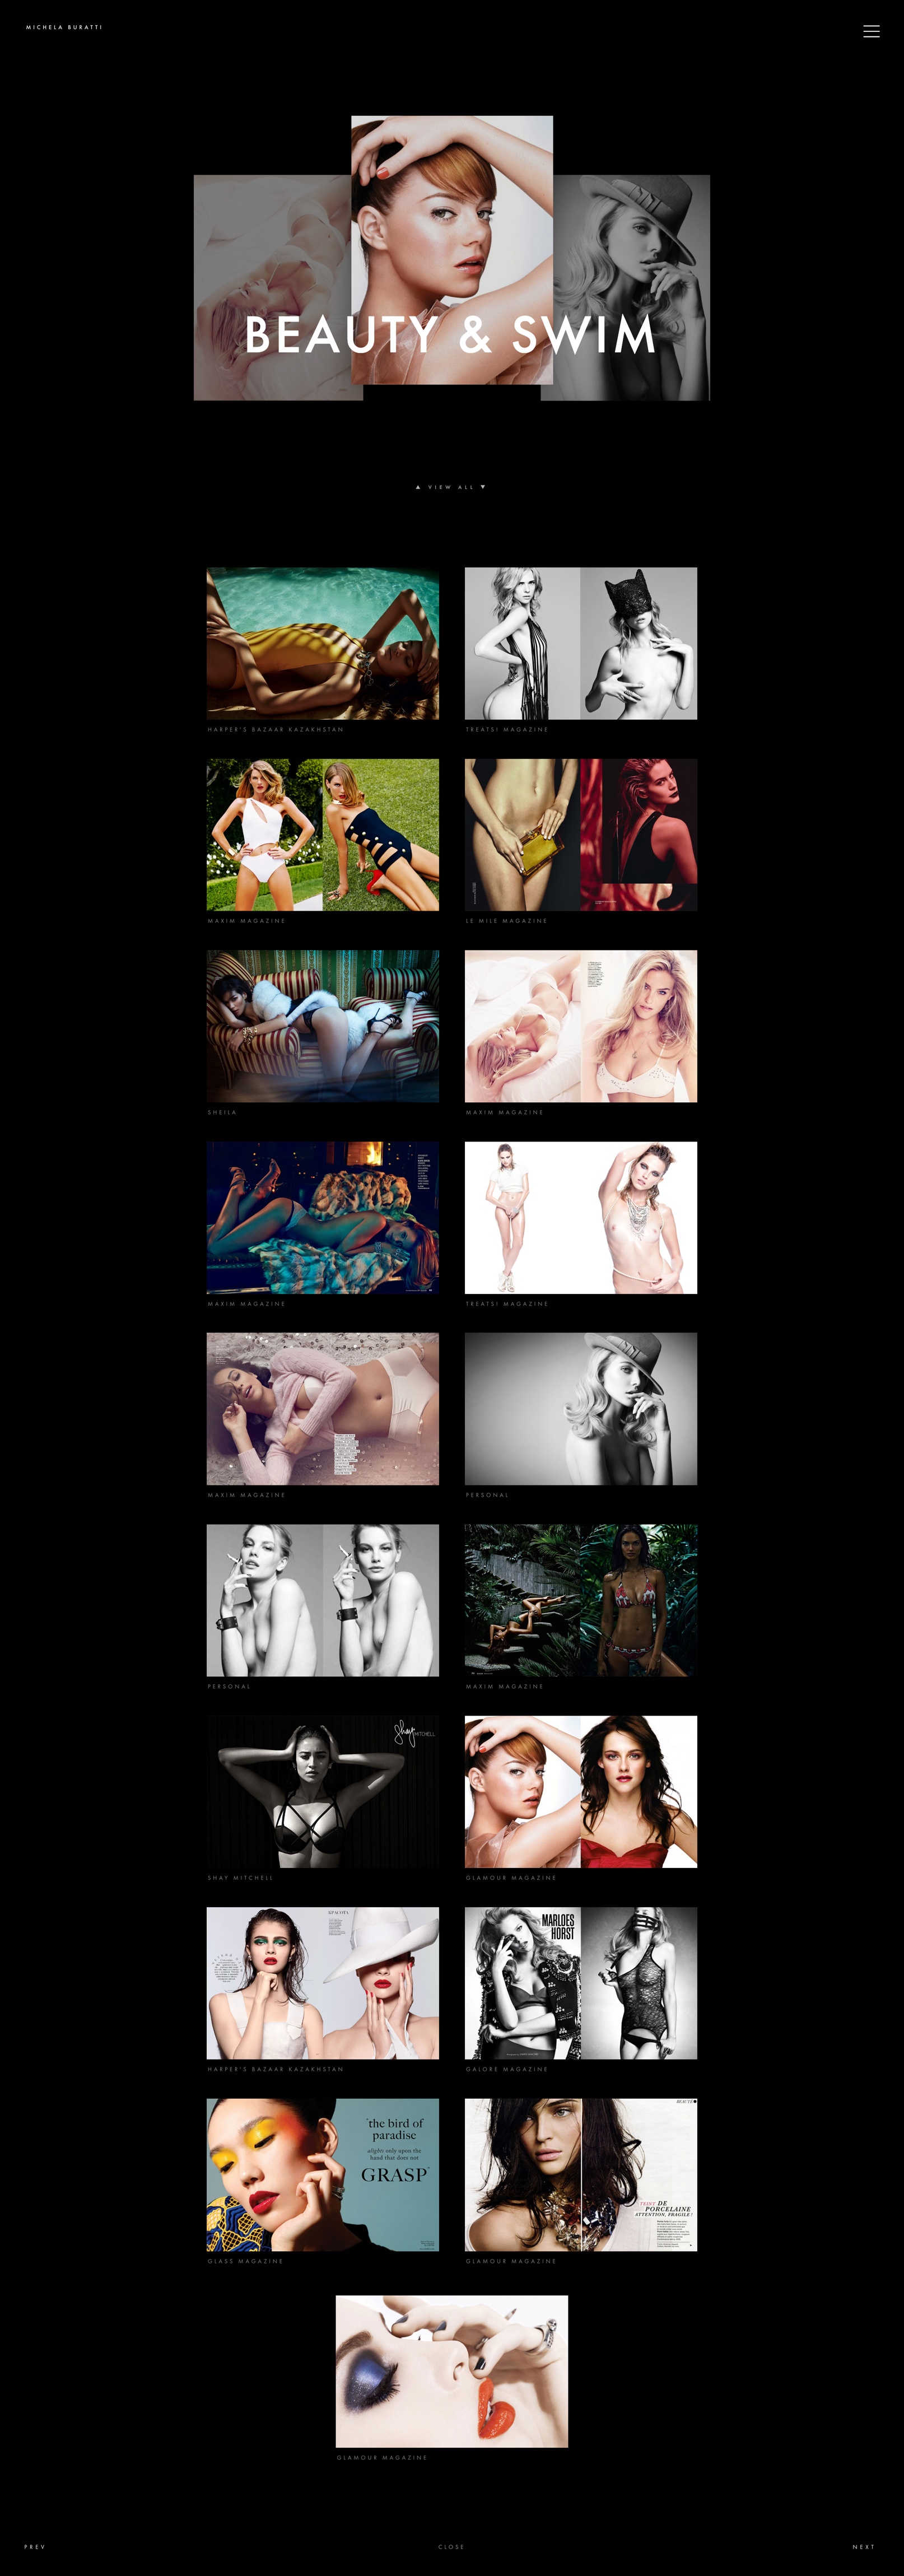 MICHELA BURATTI
BEAUTY & SWIM
▲ VIEW ALL ▼
HARPER'S BAZAAR KAZAKHSTAN
TREATS! MAGAZINE
MAXIM MAGAZINE
LE MILE MAGAZINE
SHEILA
MAXIM MAGAZINE
MAXIM MAGAZINE
TREATS! MAGAZINE
MAXIM MAGAZINE
PERSONAL
PERSONAL
MAXIM MAGAZINE
Shay MITCHELL
SHAY MITCHELL
GLAMOUR MAGAZINE
MARLOES
HORST
HARPER'S BAZAAR KAZAKHSTAN
GALORE MAGAZINE
"the bird of
paradise
alights only upon the
hand that does not
GRASP"
BEAUTÉ
TEINT DE
PORCELAINE
ATTENTION, FRAGILE!
GLASS MAGAZINE
GLAMOUR MAGAZINE
GLAMOUR MAGAZINE
PREV
CLOSE
NEXT